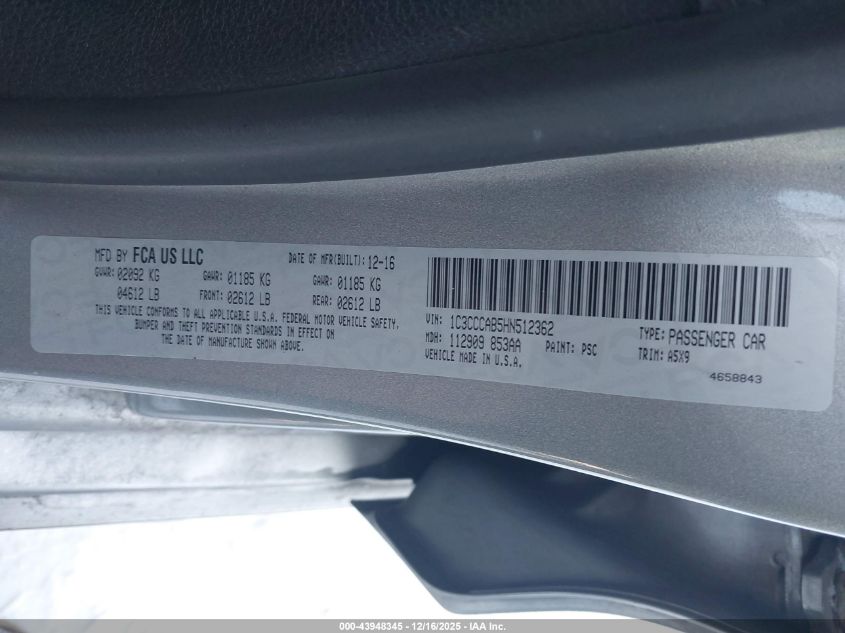 MFD BY FCA US LLC DATE OF MFR(BUILT): 12-16
GVWR: 02092 KG GAWR: 01185 KG GAWR: 01185 KG
04612 LB FRONT: 02612 LB REAR: 02612 LB
THIS VEHICLE CONFORMS TO ALL APPLICABLE U.S.A. FEDERAL MOTOR VEHICLE SAFETY,
BUMPER AND THEFT PREVENTION STANDARDS IN EFFECT ON
THE DATE OF MANUFACTURE SHOWN ABOVE.
VIN: 1C3CCCAB5HN512362 TYPE: PASSENGER CAR
MDH: 112909 853AA PAINT: PSC TRIM: A5X9
VEHICLE MADE IN U.S.A.
4658843
000-43948345 - 12/16/2025 - IAA Inc.